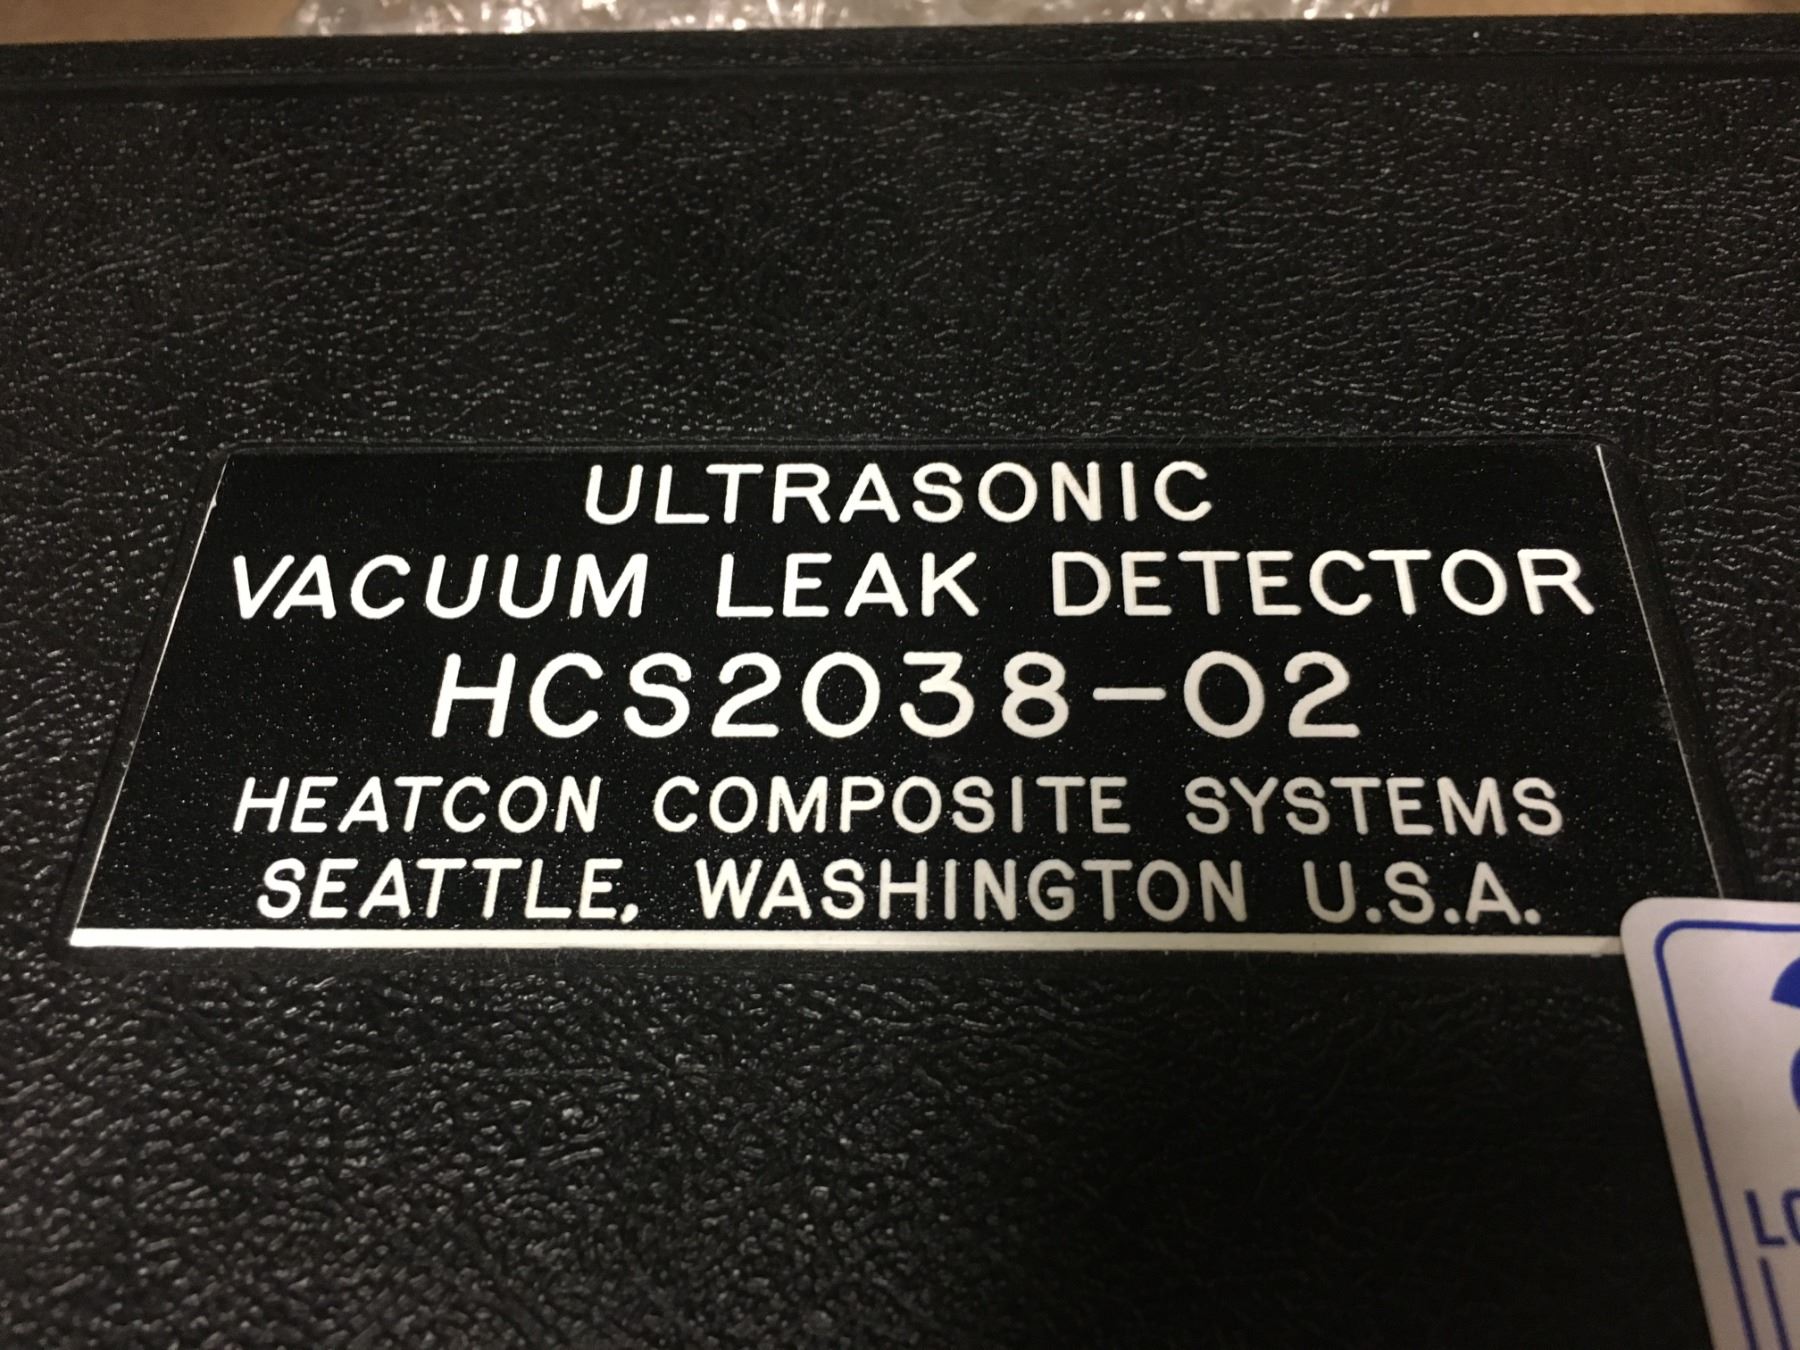 ULTRASONIC
VACUUM LEAK DETECTOR
HCS2038-02
HEATCON COMPOSITE SYSTEMS
SEATTLE, WASHINGTON U.S.A.